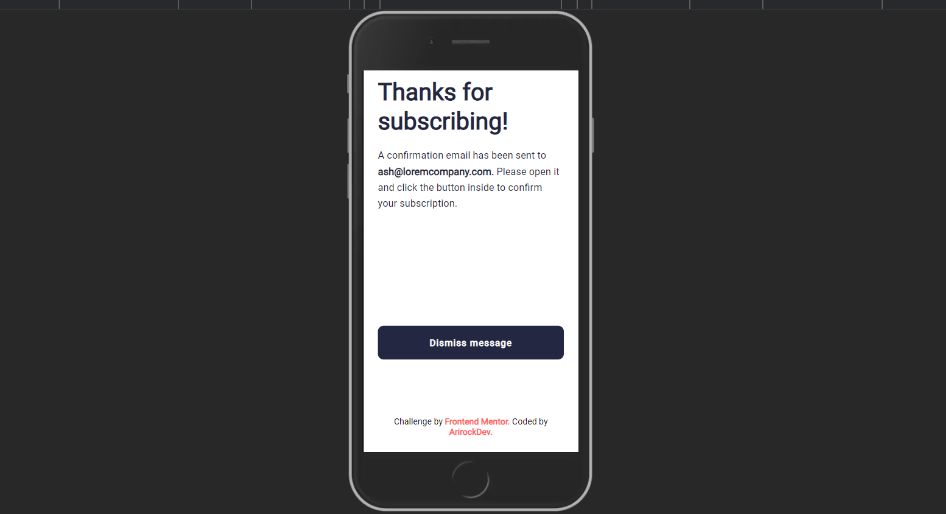 Thanks for
subscribing!
A confirmation email has been sent to
ash@loremcompany.com. Please open it
and click the button inside to confirm
your subscription.
Dismiss message
Challenge by Frontend Mentor. Coded by
ArirockDev.